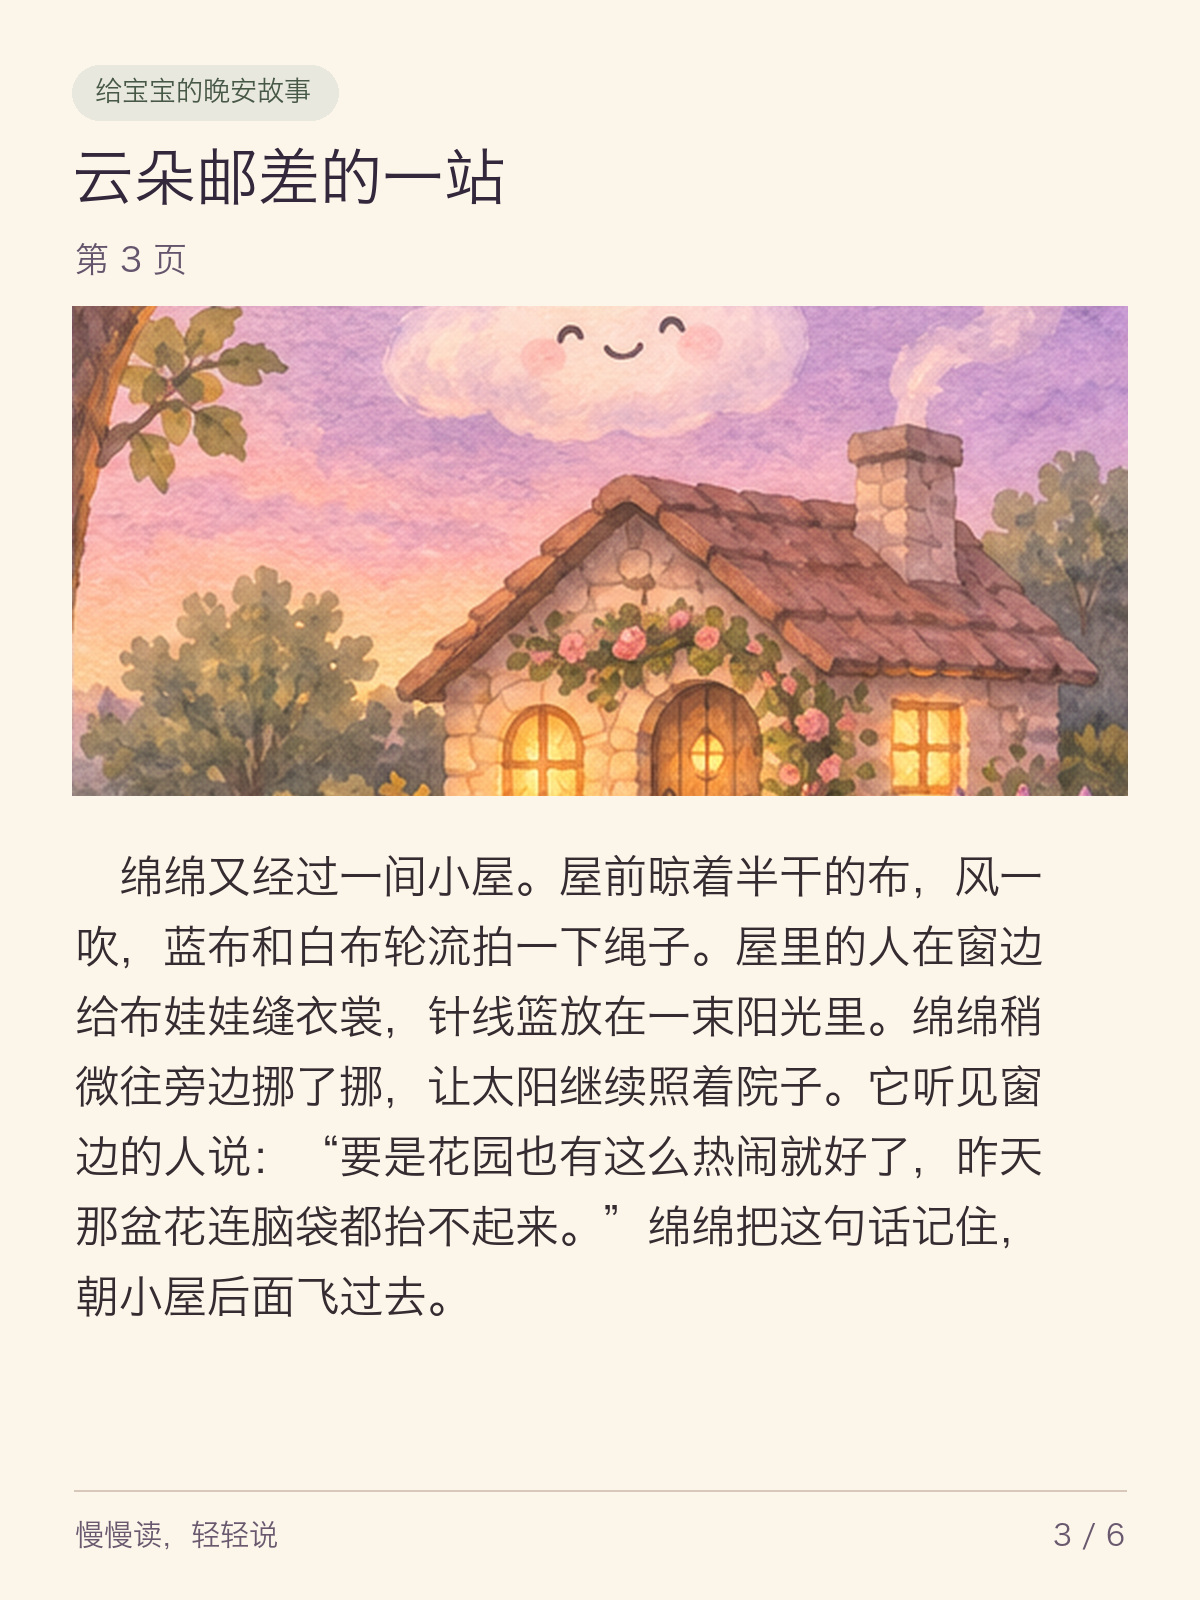 给宝宝的晚安故事
云朵邮差的一站
第 3 页
绵绵又经过一间小屋。屋前晾着半干的布，风一
吹，蓝布和白布轮流拍一下绳子。屋里的人在窗边
给布娃娃缝衣裳，针线篮放在一束阳光里。绵绵稍
微往旁边挪了挪，让太阳继续照着院子。它听见窗
边的人说：“要是花园也有这么热闹就好了，昨天
那盆花连脑袋都抬不起来。”绵绵把这句话记住，
朝小屋后面飞过去。
慢慢读，轻轻说
3 / 6